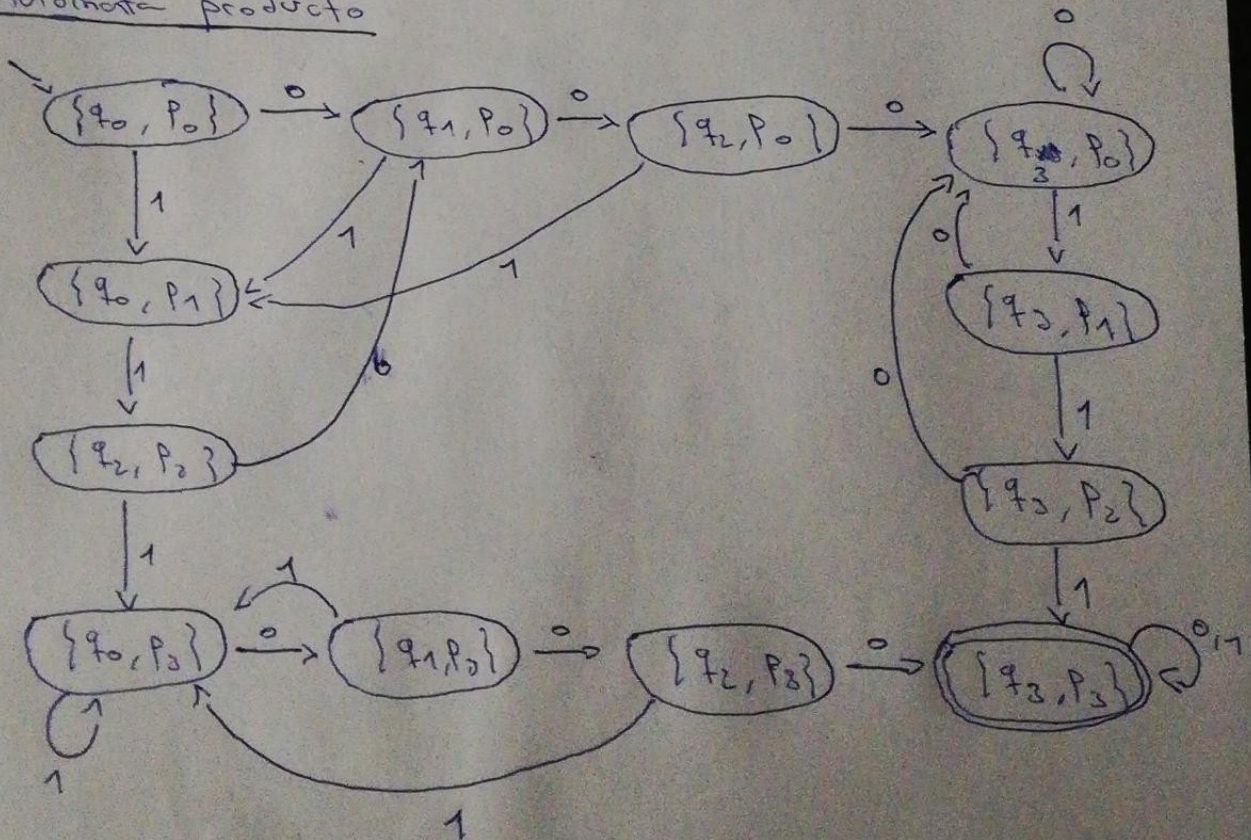 producto
0
{q0, p0} 0 {q1, p0} 0 {q2, p0} 0 {q3, p0}
1 1 1 0 1
{q0, p1} {q3, p1}
1 0 0 1
{q2, p2} {q3, p2}
1 1 1
{q0, p3} 0 {q1, p3} 0 {q2, p3} 0 {q3, p3} 0,1
1
1